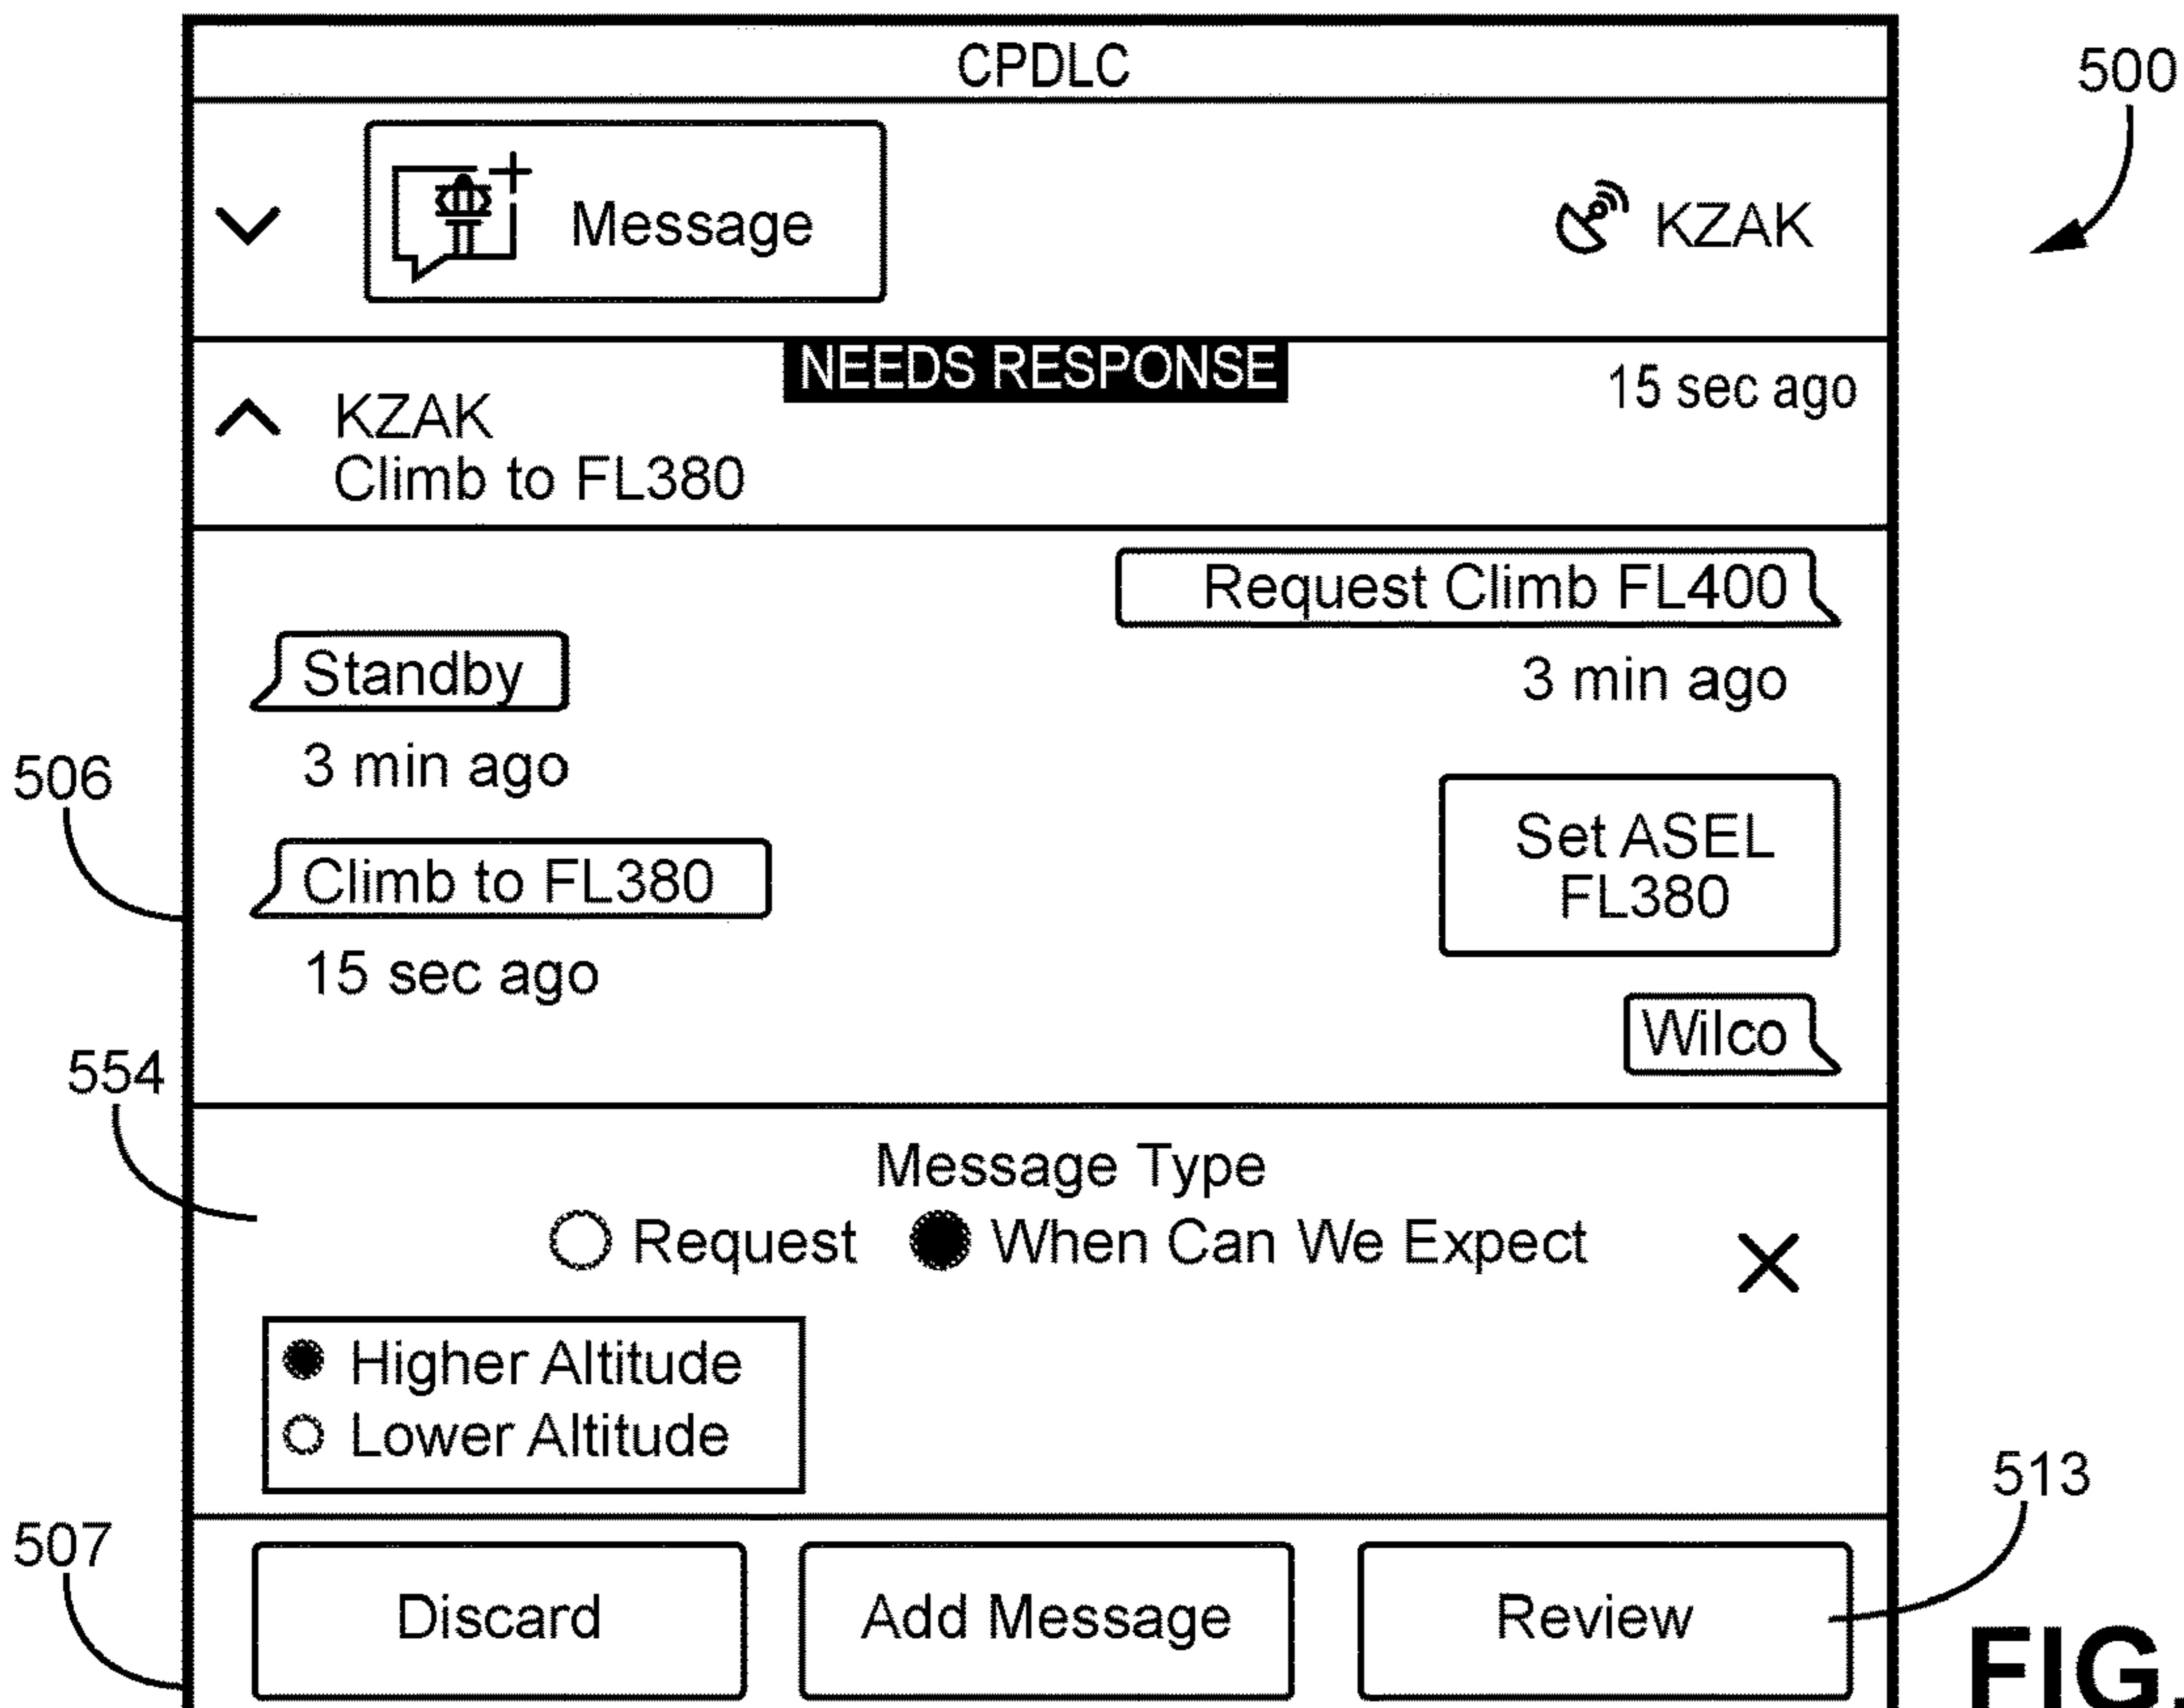 CPDLC
500
Message
KZAK
NEEDS RESPONSE
15 sec ago
KZAK
Climb to FL380
Request Climb FL400
3 min ago
Standby
3 min ago
506
Set ASEL
FL380
Climb to FL380
15 sec ago
Wilco
554
Message Type
Request
When Can We Expect
Higher Altitude
Lower Altitude
513
507
Discard
Add Message
Review
FIG.